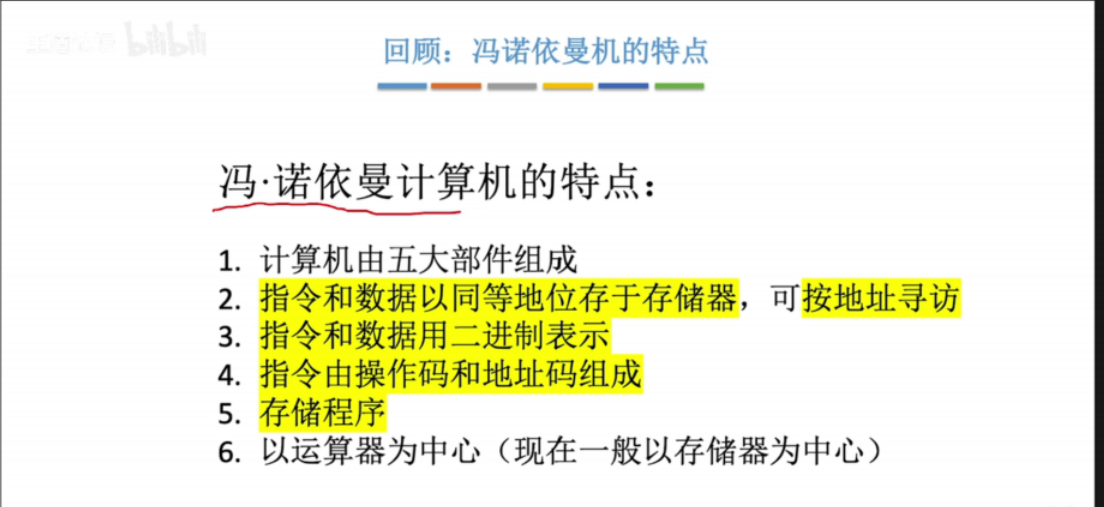 bilibili
回顾：冯诺依曼机的特点
冯·诺依曼计算机的特点：
1. 计算机由五大部件组成
2. 指令和数据以同等地位存于存储器，可按地址寻访
3. 指令和数据用二进制表示
4. 指令由操作码和地址码组成
5. 存储程序
6. 以运算器为中心（现在一般以存储器为中心）